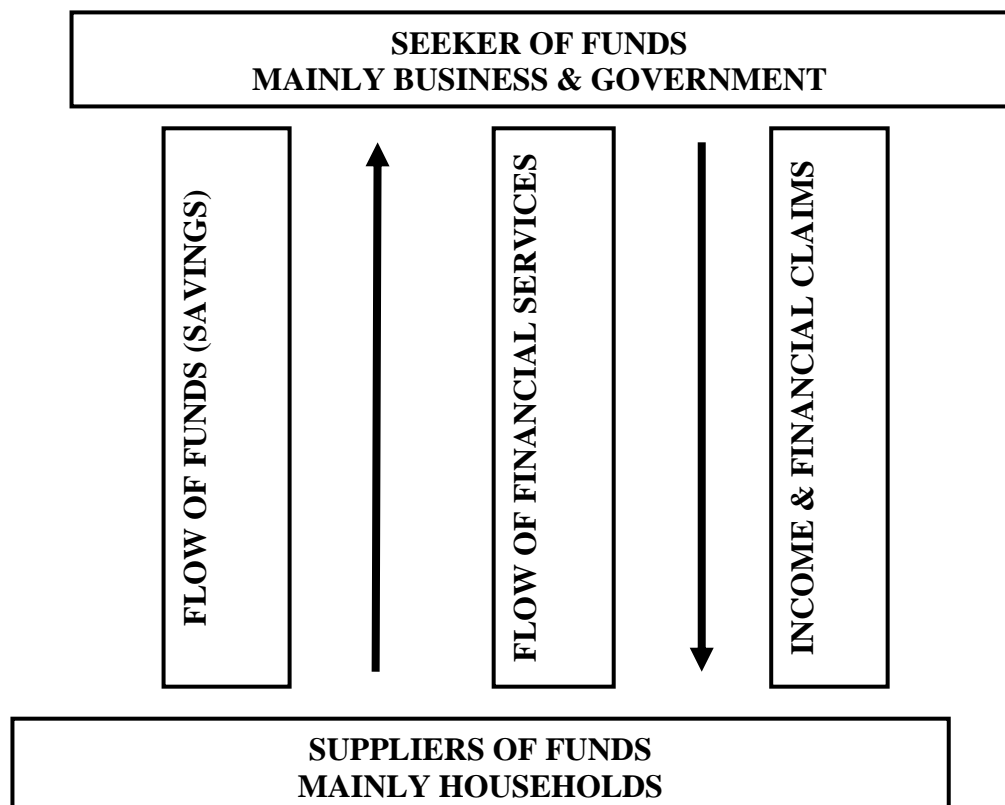 SEEKER OF FUNDS
MAINLY BUSINESS & GOVERNMENT
FLOW OF FUNDS (SAVINGS)
FLOW OF FINANCIAL SERVICES
INCOME & FINANCIAL CLAIMS
SUPPLIERS OF FUNDS
MAINLY HOUSEHOLDS